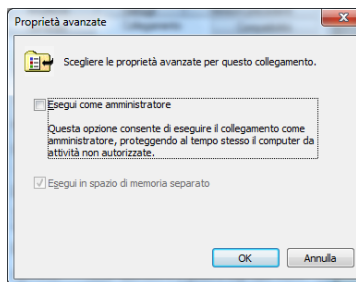 Proprietà avanzate
Scegliere le proprietà avanzate per questo collegamento.
Esegui come amministratore
Questa opzione consente di eseguire il collegamento come
amministratore, proteggendo al tempo stesso il computer da
attività non autorizzate.
Esegui in spazio di memoria separato
OK
Annulla